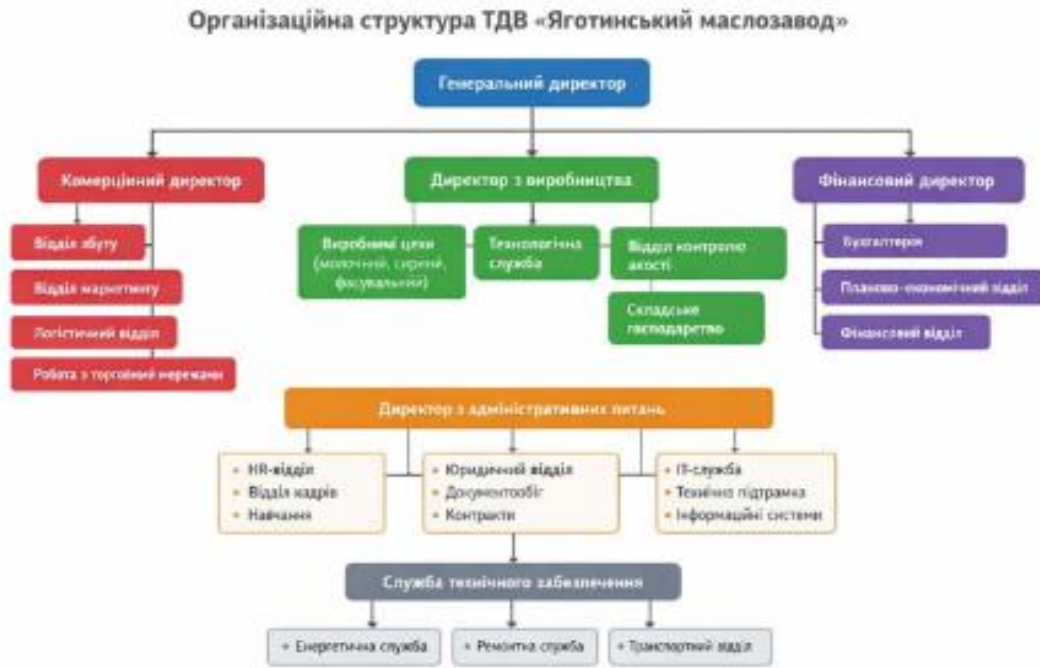 Організаційна структура ТДВ «Яготинський маслозавод»
Генеральний директор
Комерційний директор
Директор з виробництва
Фінансовий директор
Відділ збуту
Відділ маркетингу
Логістичний відділ
Робота з торговими мережами
Виробничі цехи
(молочний, сирний,
фасувальний)
Технологічна
служба
Відділ контролю
якості
Складське
господарство
Бухгалтерія
Планово-економічний відділ
Фінансовий відділ
Директор з адміністративних питань
• HR-відділ
• Відділ кадрів
• Навчання
• Юридичний відділ
• Документообіг
• Контракти
• ІТ-служба
• Технічна підтримка
• Інформаційні системи
Служба технічного забезпечення
• Енергетична служба
• Ремонтна служба
• Транспортний відділ